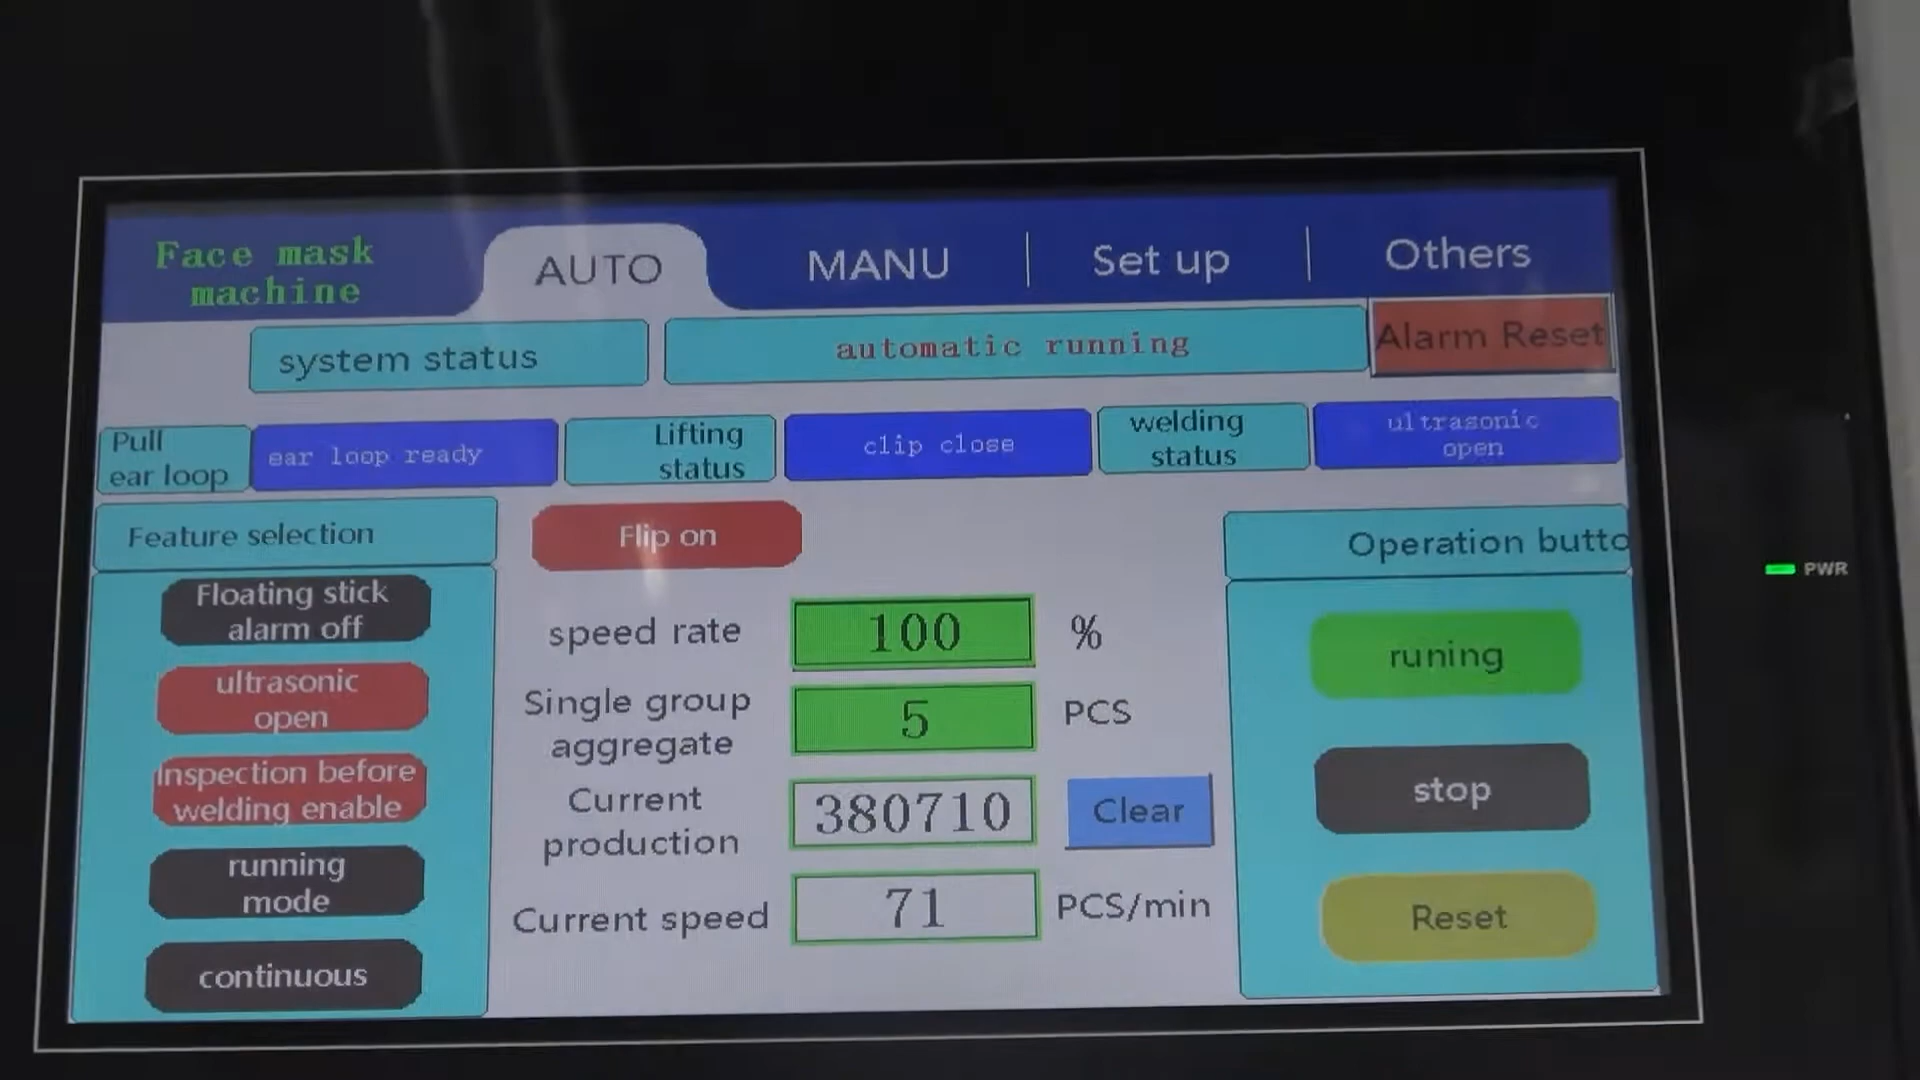 Face mask
machine
AUTO
MANU
Set up
Others
system status
automatic running
Alarm Reset
Pull
ear loop
ear loop ready
Lifting
status
clip close
welding
status
ultrasonic
open
Feature selection
Flip on
Operation butto
Floating stick
alarm off
ultrasonic
open
Inspection before
welding enable
running
mode
continuous
speed rate
100
%
Single group
aggregate
5
PCS
Current
production
380710
Clear
Current speed
71
PCS/min
runing
stop
Reset
PWR